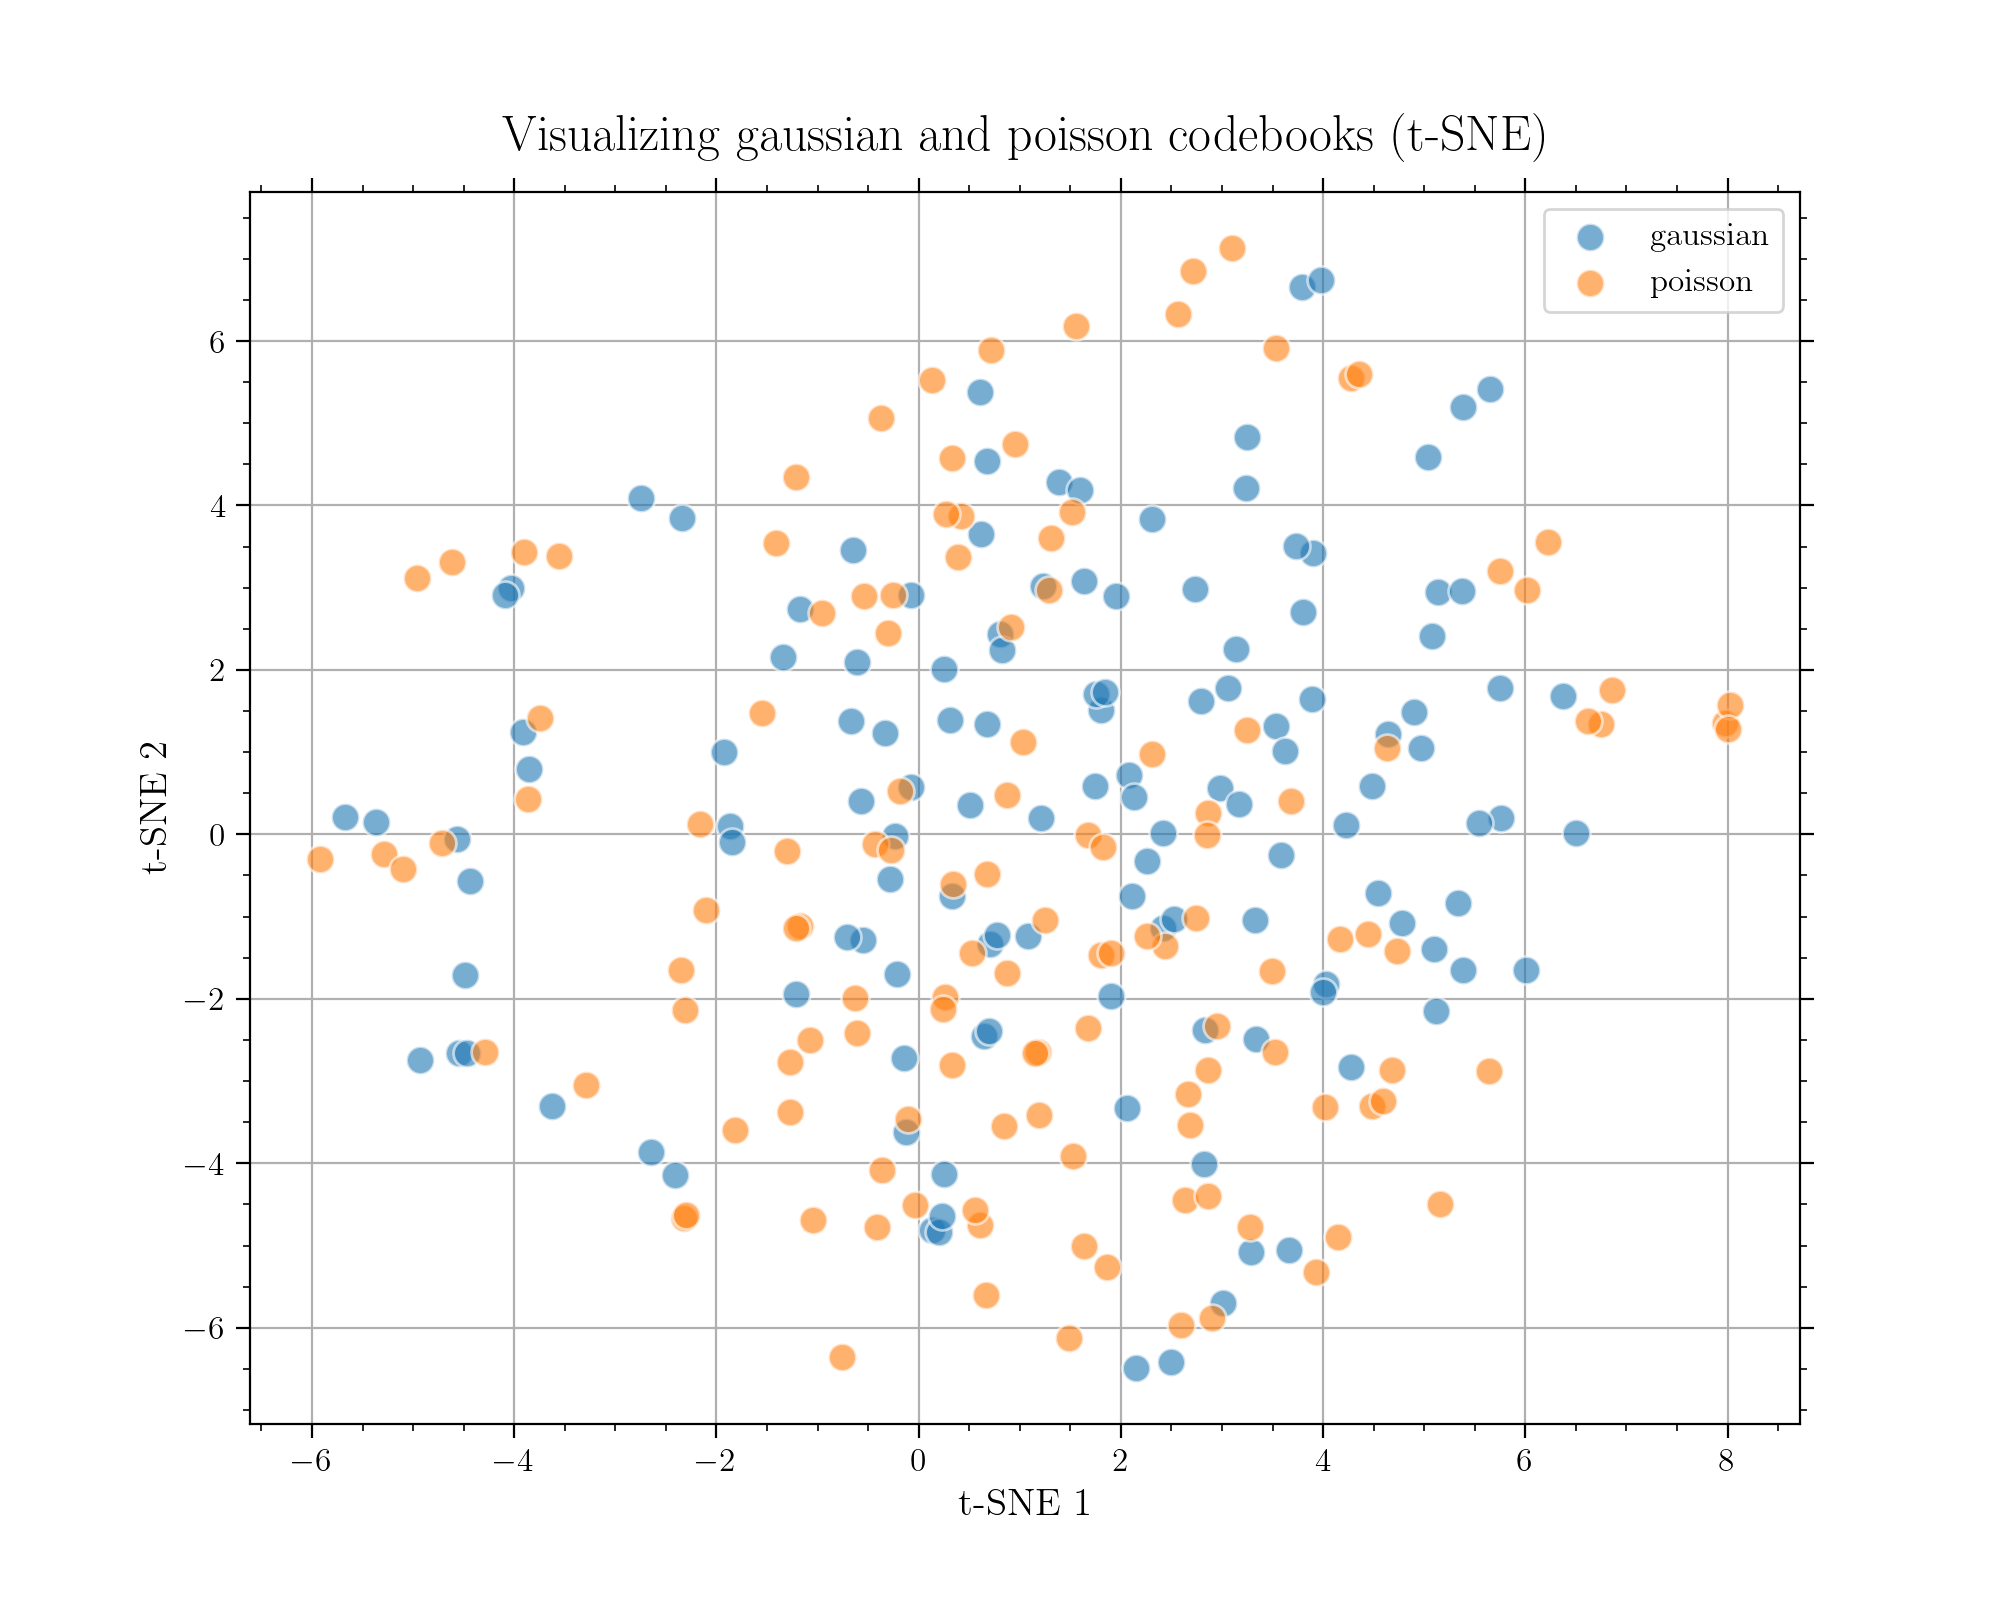 Visualizing gaussian and poisson codebooks (t-SNE)
gaussian
poisson
6
4
2
0
−2
−4
−6
t-SNE 2
−6 −4 −2 0 2 4 6 8
t-SNE 1